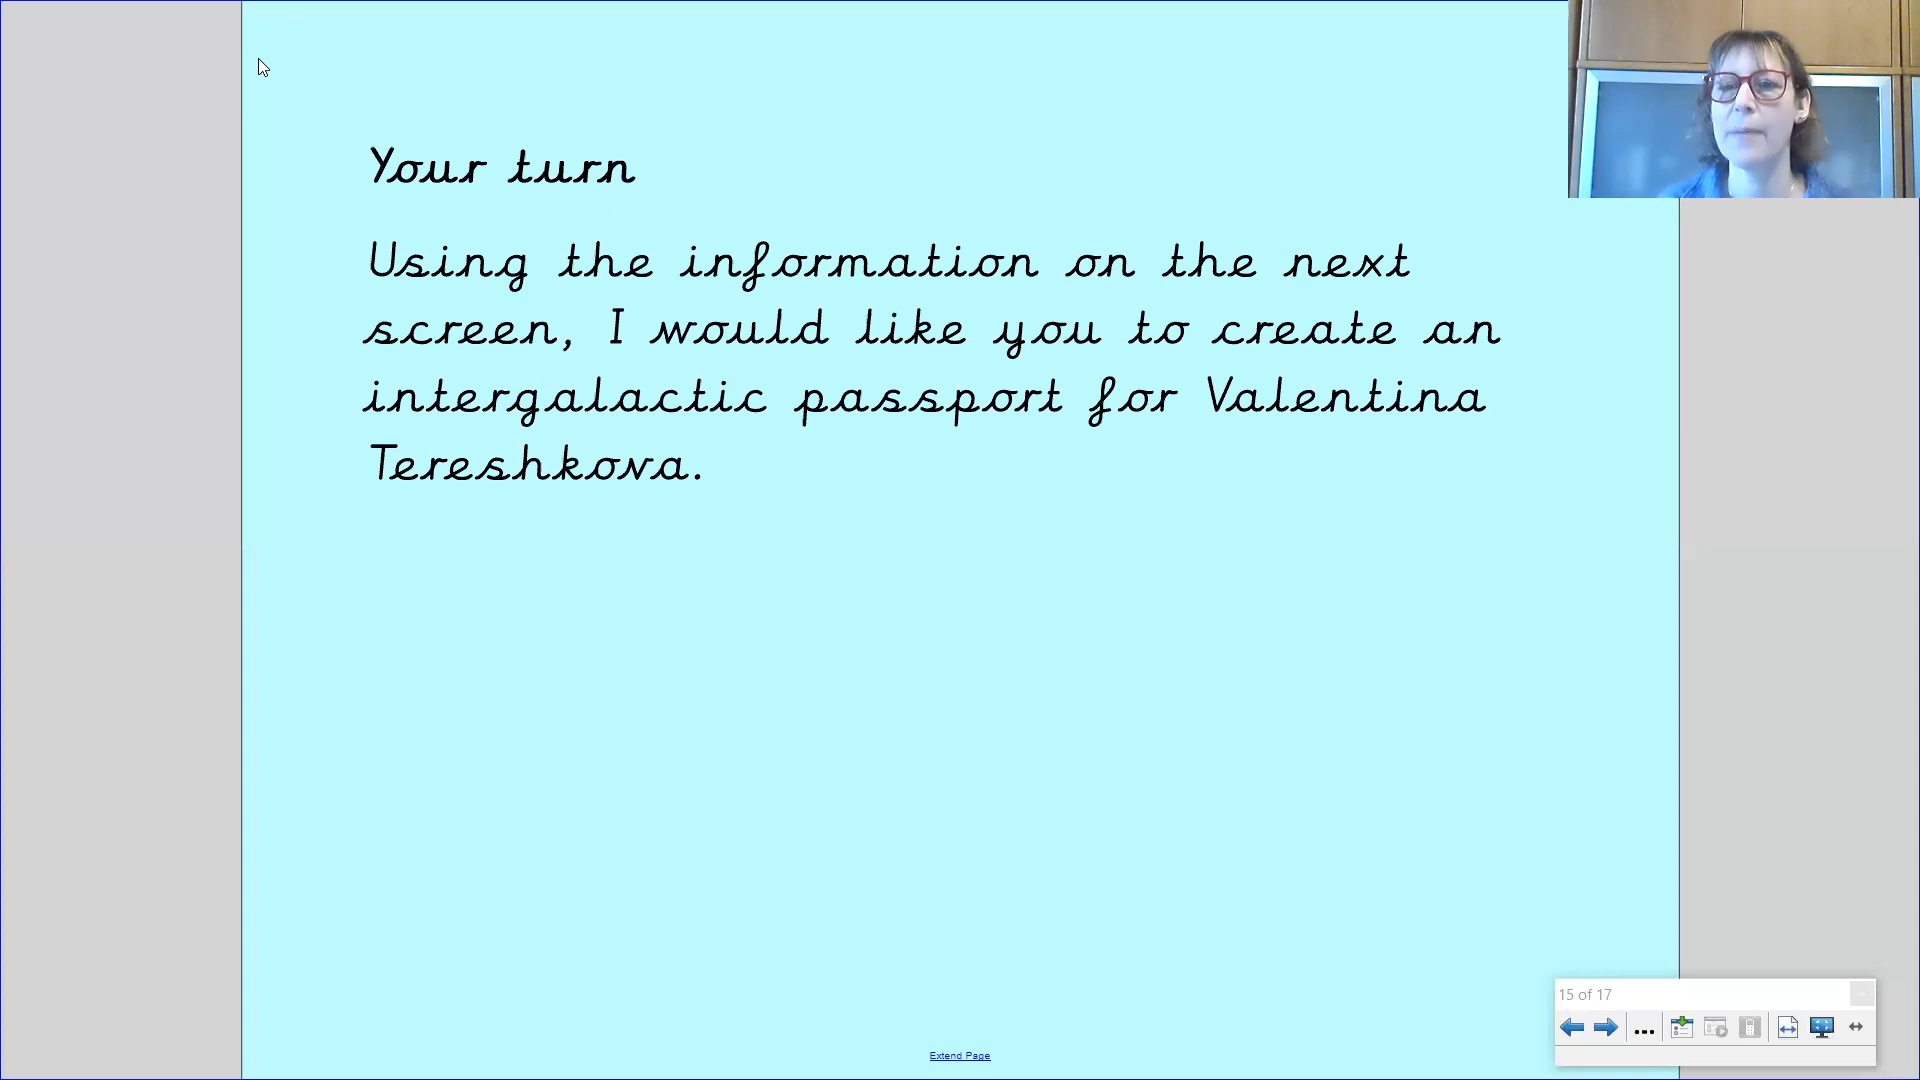 Your turn
Using the information on the next
screen, I would like you to create an
intergalactic passport for Valentina
Tereshkova.
15 of 17
Extend Page